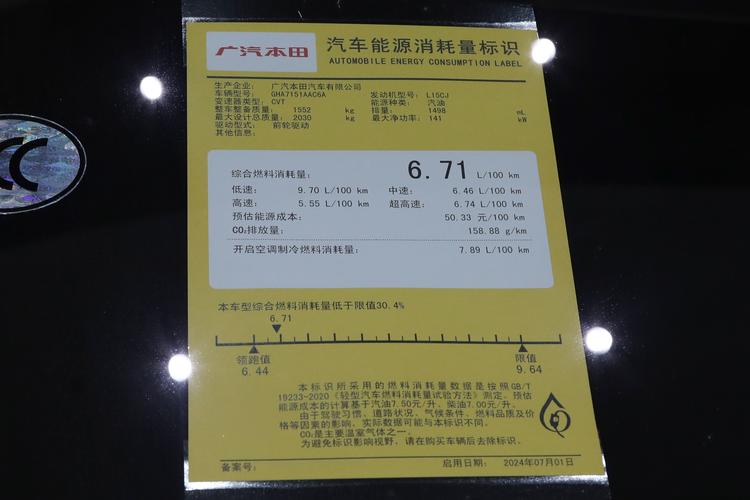 广汽本田
汽车能源消耗量标识
AUTOMOBILE ENERGY CONSUMPTION LABEL
生产企业: 广汽本田汽车有限公司
车辆型号: GHA7151AAC6A 发动机型号: L15CJ
变速器类型: CVT 能源种类: 汽油
整车整备质量: 1552 kg 排量: 1498 mL
最大设计总质量: 2030 kg 最大净功率: 141 kW
驱动型式: 前轮驱动
其他信息:
综合燃料消耗量: 6.71 L/100 km
低速: 9.70 L/100 km 中速: 6.46 L/100 km
高速: 5.55 L/100 km 超高速: 6.74 L/100 km
预估能源成本: 50.33 元/100 km
CO₂排放量: 158.88 g/km
开启空调制冷燃料消耗量: 7.89 L/100 km
本车型综合燃料消耗量低于限值30.4%
6.71
领跑值 限值
6.44 9.64
本标识所采用的燃料消耗量数据是按照GB/T
19233-2020《轻型汽车燃料消耗量试验方法》测定。预估
能源成本的计算基于汽油7.50元/升、柴油7.00元/升。
由于驾驶习惯、道路状况、气候条件、燃料品质及价
格等因素的影响，实际数据可能与本标识不同。
CO₂是主要温室气体之一。
为避免标识影响视野，请在购买车辆后去除标识。
备案号: 启用日期: 2024年07月01日
CC